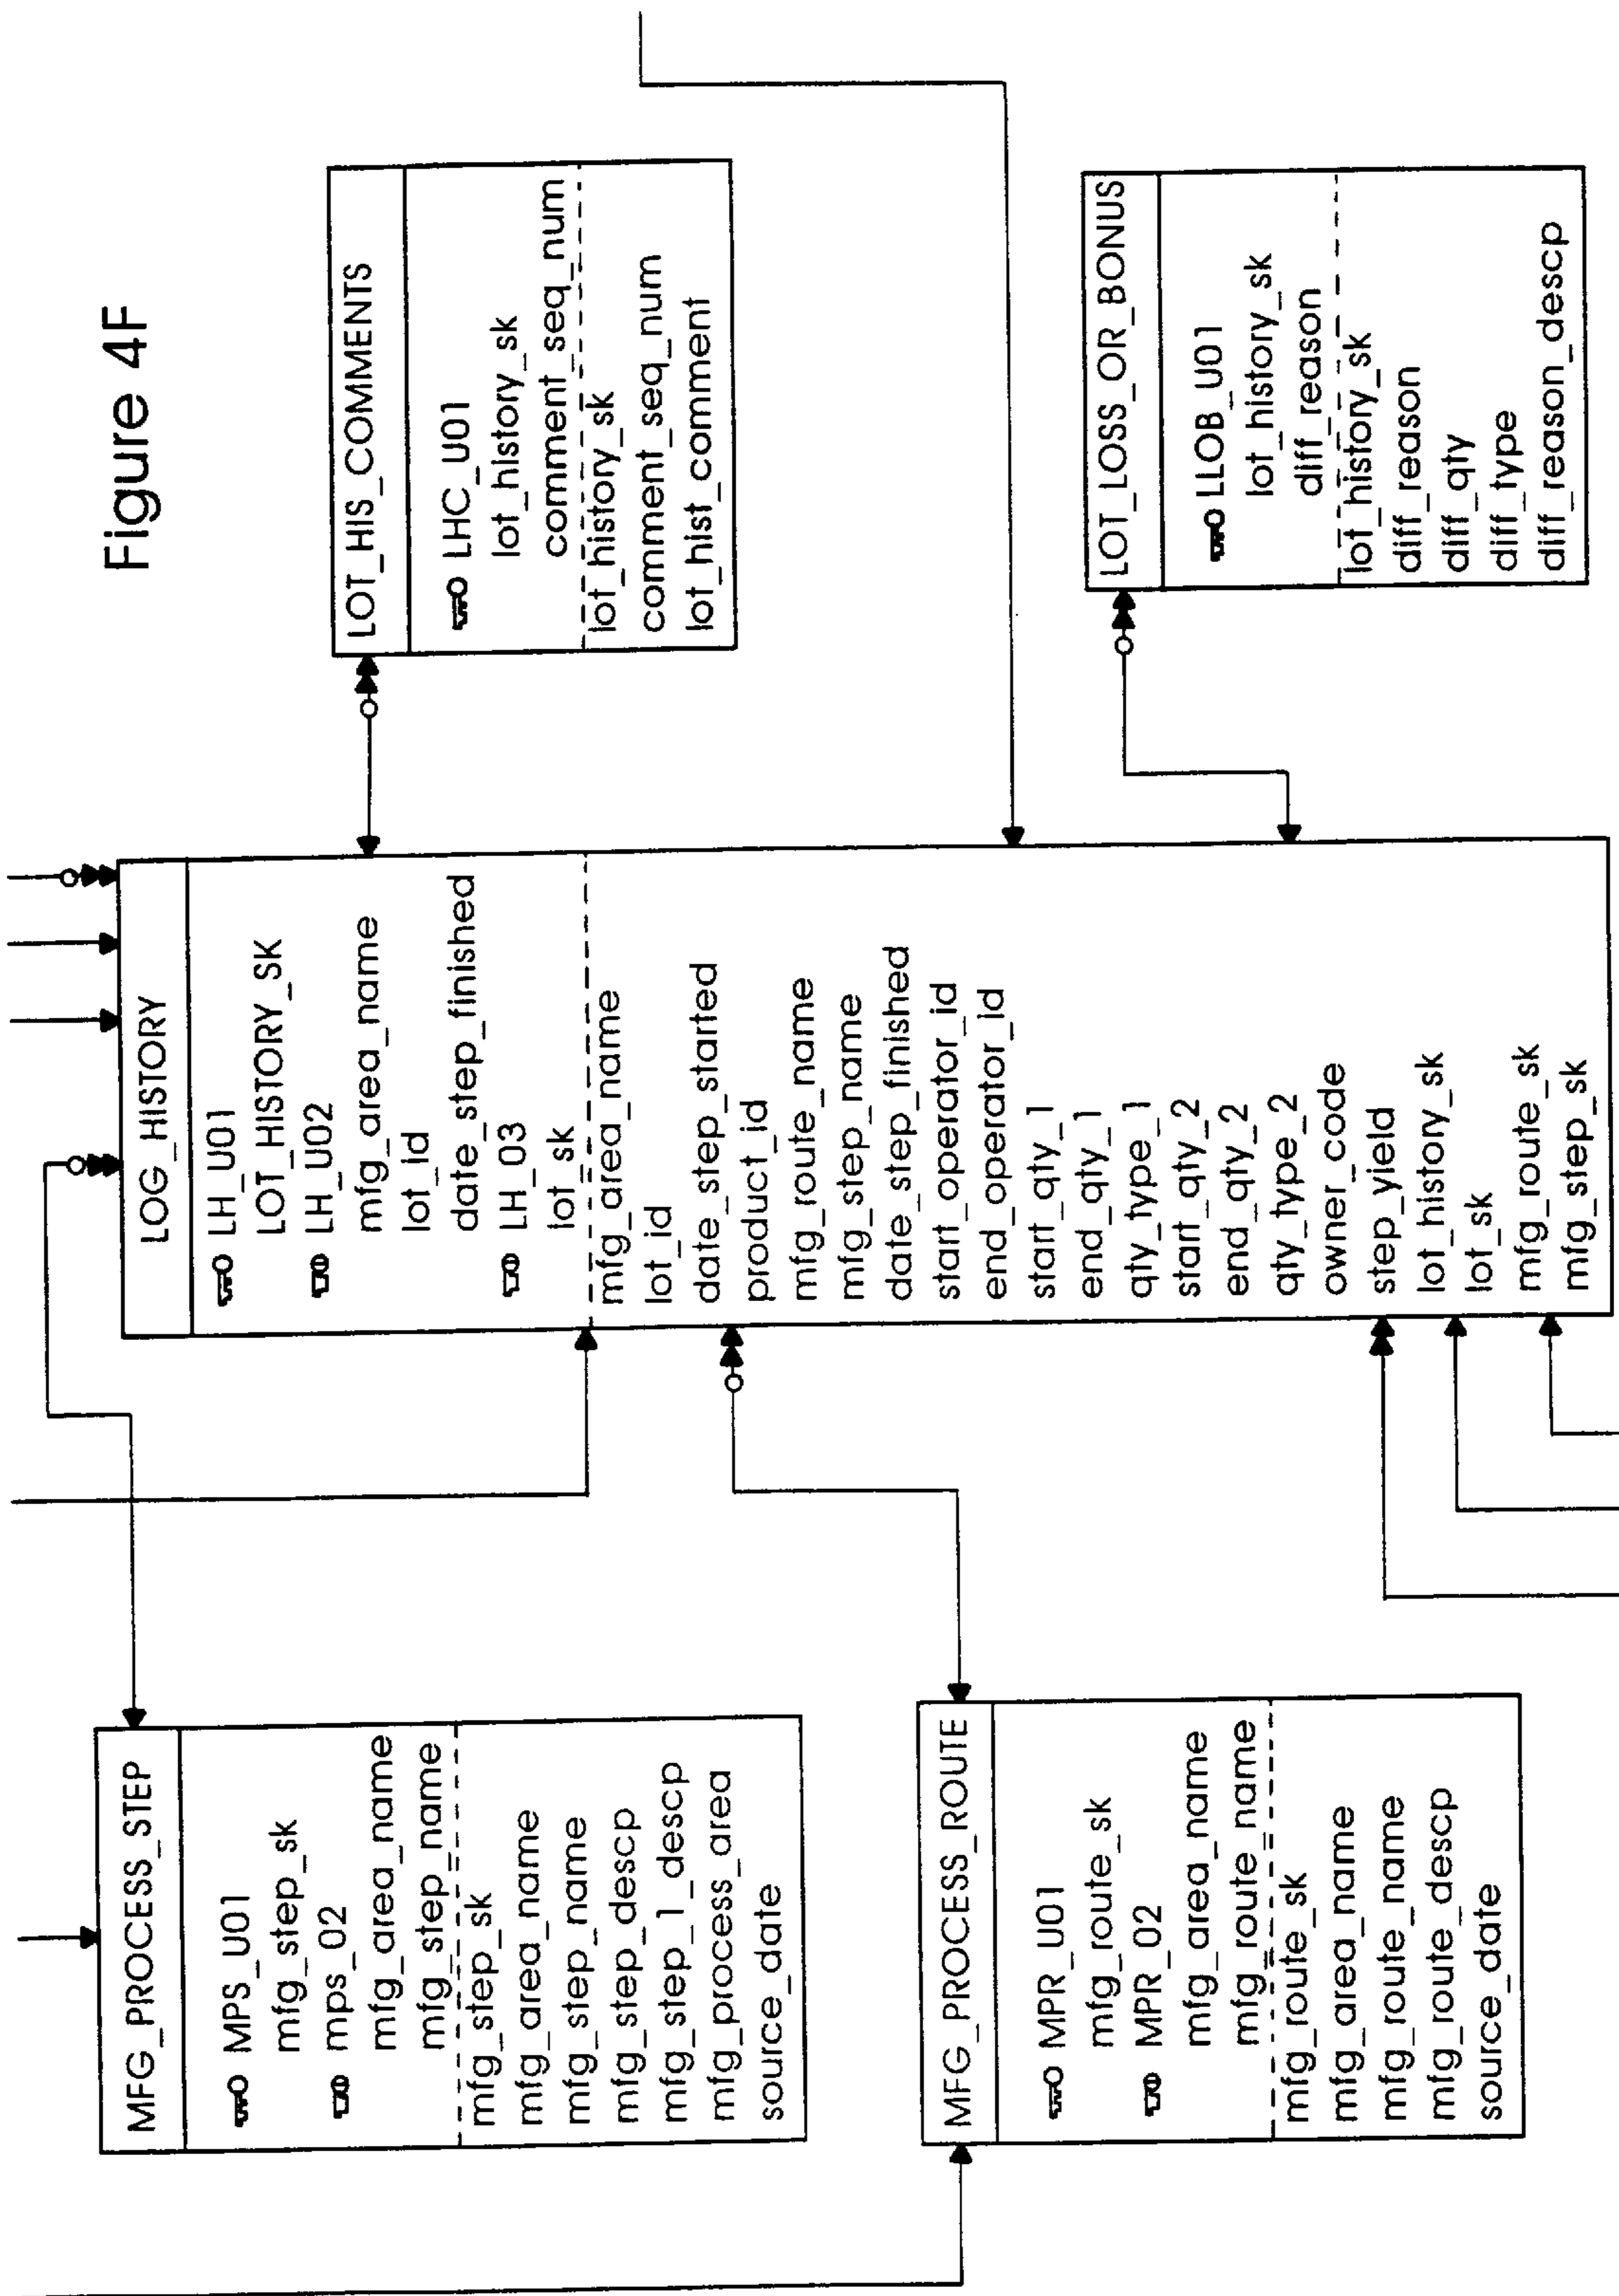 Figure 4F
MFG_PROCESS_STEP
MPS_U01
mfg_step_sk
mps_02
mfg_area_name
mfg_step_name
mfg_step_sk
mfg_area_name
mfg_step_name
mfg_step_descp
mfg_step_1_descp
mfg_process_area
source_date
MFG_PROCESS_ROUTE
MPR_U01
mfg_route_sk
MPR_02
mfg_area_name
mfg_route_name
mfg_route_sk
mfg_area_name
mfg_route_name
mfg_route_descp
source_date
LOG_HISTORY
LH_U01
LOT_HISTORY_SK
LH_U02
mfg_area_name
lot_id
date_step_finished
LH_03
lot_sk
mfg_area_name
lot_id
date_step_started
product_id
mfg_route_name
mfg_step_name
date_step_finished
start_operator_id
end_operator_id
start_qty_1
end_qty_1
qty_type_1
start_qty_2
end_qty_2
qty_type_2
owner_code
step_yield
lot_history_sk
lot_sk
mfg_route_sk
mfg_step_sk
LOT_HIS_COMMENTS
LHC_U01
lot_history_sk
comment_seq_num
lot_history_sk
comment_seq_num
lot_hist_comment
LOT_LOSS_OR_BONUS
LLOB_U01
lot_history_sk
diff_reason
lot_history_sk
diff_reason
diff_qty
diff_type
diff_reason_descp